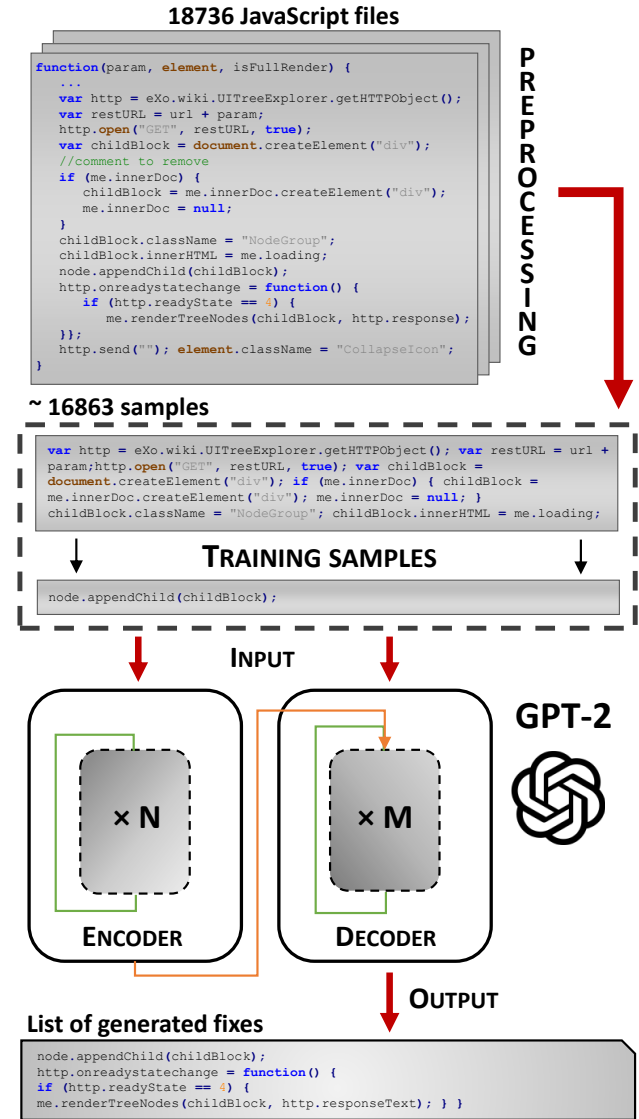 18736 JavaScript files
function(param, element, isFullRender) {
...
var http = eXo.wiki.UITreeExplorer.getHTTPObject();
var restURL = url + param;
http.open("GET", restURL, true);
var childBlock = document.createElement("div");
//comment to remove
if (me.innerDoc) {
childBlock = me.innerDoc.createElement("div");
me.innerDoc = null;
}
childBlock.className = "NodeGroup";
childBlock.innerHTML = me.loading;
node.appendChild(childBlock);
http.onreadystatechange = function() {
if (http.readyState == 4) {
me.renderTreeNodes(childBlock, http.response);
}};
http.send(""); element.className = "CollapseIcon";
}
PREPROCESSING
~ 16863 samples
var http = eXo.wiki.UITreeExplorer.getHTTPObject(); var restURL = url +
param;http.open("GET", restURL, true); var childBlock =
document.createElement("div"); if (me.innerDoc) { childBlock =
me.innerDoc.createElement("div"); me.innerDoc = null; }
childBlock.className = "NodeGroup"; childBlock.innerHTML = me.loading;
TRAINING SAMPLES
node.appendChild(childBlock);
INPUT
× N
ENCODER
× M
DECODER
GPT-2
OUTPUT
List of generated fixes
node.appendChild(childBlock);
http.onreadystatechange = function() {
if (http.readyState == 4) {
me.renderTreeNodes(childBlock, http.responseText); } }